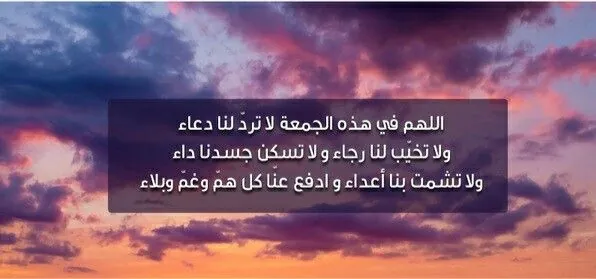 اللهم في هذه الجمعة لا تردّ لنا دعاء
ولا تخيّب لنا رجاء و لا تسكن جسدنا داء
ولا تشمت بنا أعداء و ادفع عنّا كل همّ وغمّ وبلاء